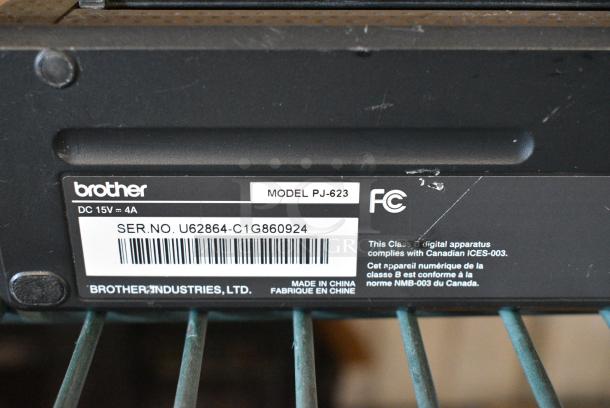 brother
MODEL PJ-623
FC
DC 15V ⎓ 4A
SER.NO. U62864-C1G860924
This Class B digital apparatus
complies with Canadian ICES-003.
Cet appareil numérique de la
classe B est conforme à la
norme NMB-003 du Canada.
BROTHER INDUSTRIES, LTD.
MADE IN CHINA
FABRIQUE EN CHINE
PCI
GROUP